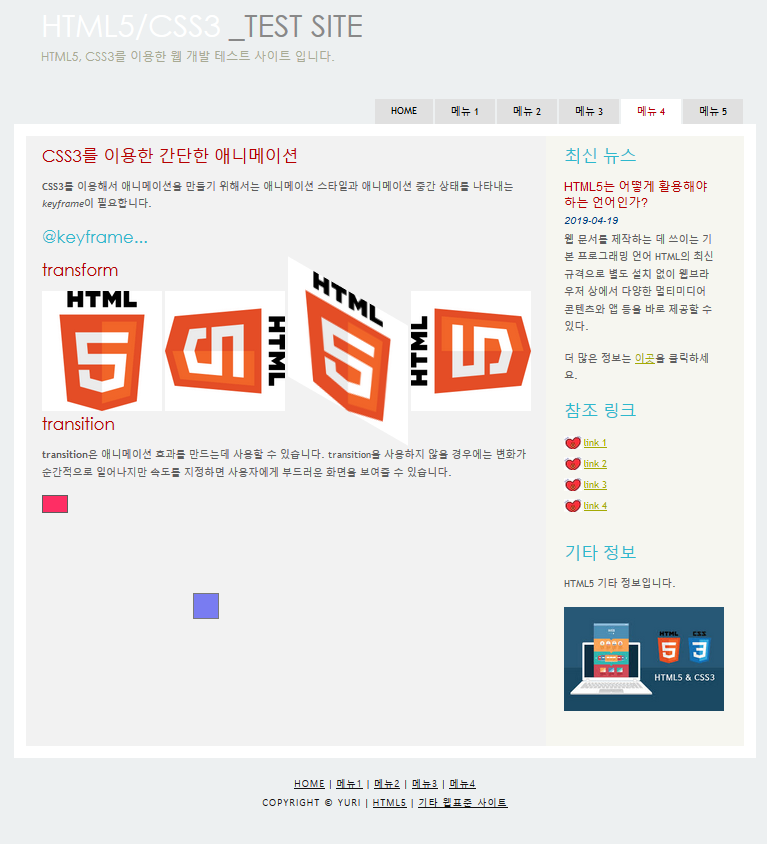 HTML5/CSS3 _TEST SITE
HTML5, CSS3를 이용한 웹 개발 테스트 사이트 입니다.
HOME 메뉴 1 메뉴 2 메뉴 3 메뉴 4 메뉴 5
CSS3를 이용한 간단한 애니메이션
CSS3를 이용해서 애니메이션을 만들기 위해서는 애니메이션 스타일과 애니메이션 중간 상태를 나타내는
keyframe이 필요합니다.
@keyframe...
transform
HTML
HTML
HTML
HTML
transition
transition은 애니메이션 효과를 만드는데 사용할 수 있습니다. transition을 사용하지 않을 경우에는 변화가
순간적으로 일어나지만 속도를 지정하면 사용자에게 부드러운 화면을 보여줄 수 있습니다.
최신 뉴스
HTML5는 어떻게 활용해야
하는 언어인가?
2019-04-19
웹 문서를 제작하는 데 쓰이는 기
본 프로그래밍 언어 HTML의 최신
규격으로 별도 설치 없이 웹브라
우저 상에서 다양한 멀티미디어
콘텐츠와 앱 등을 바로 제공할 수
있다.
더 많은 정보는 이곳을 클릭하세
요.
참조 링크
link 1
link 2
link 3
link 4
기타 정보
HTML5 기타 정보입니다.
HTML CSS
5 3
HTML5 & CSS3
HOME | 메뉴1 | 메뉴2 | 메뉴3 | 메뉴4
COPYRIGHT © YURI | HTML5 | 기타 웹표준 사이트